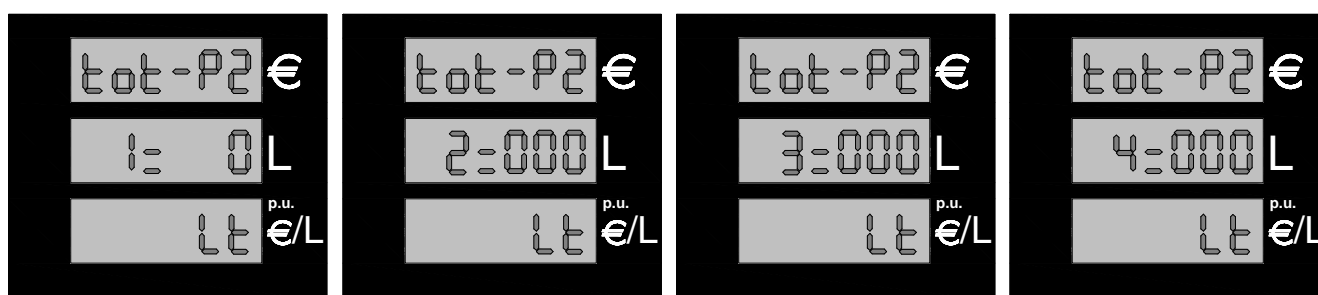 tot-P2 €
1= 0 L
p.u.
Lt €/L
tot-P2 €
2=000 L
p.u.
Lt €/L
tot-P2 €
3=000 L
p.u.
Lt €/L
tot-P2 €
4=000 L
p.u.
Lt €/L